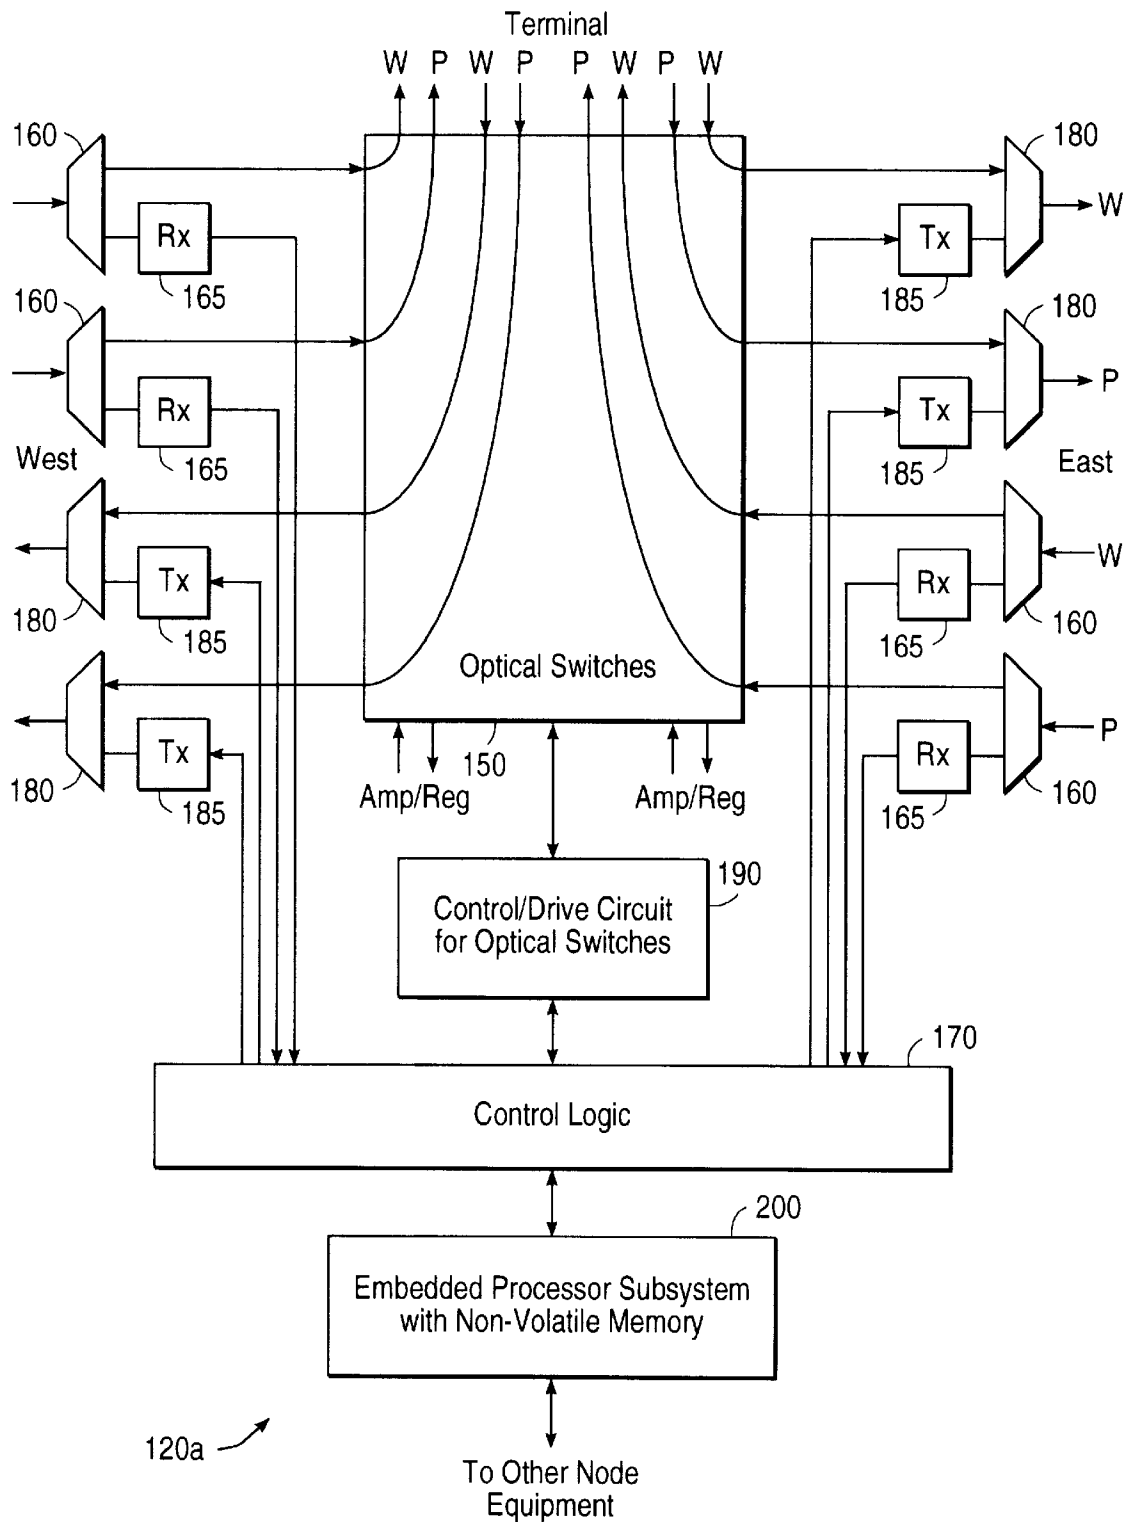 Terminal
W P W P P W P W
160
180
Rx
165
W
Tx
185
160
180
Rx
165
P
Tx
185
West
East
180
Tx
185
W
Rx
165
160
Optical Switches
180
Tx
185
P
Rx
165
160
150
Amp/Reg
Amp/Reg
190
Control/Drive Circuit
for Optical Switches
170
Control Logic
200
Embedded Processor Subsystem
with Non-Volatile Memory
120a
To Other Node
Equipment